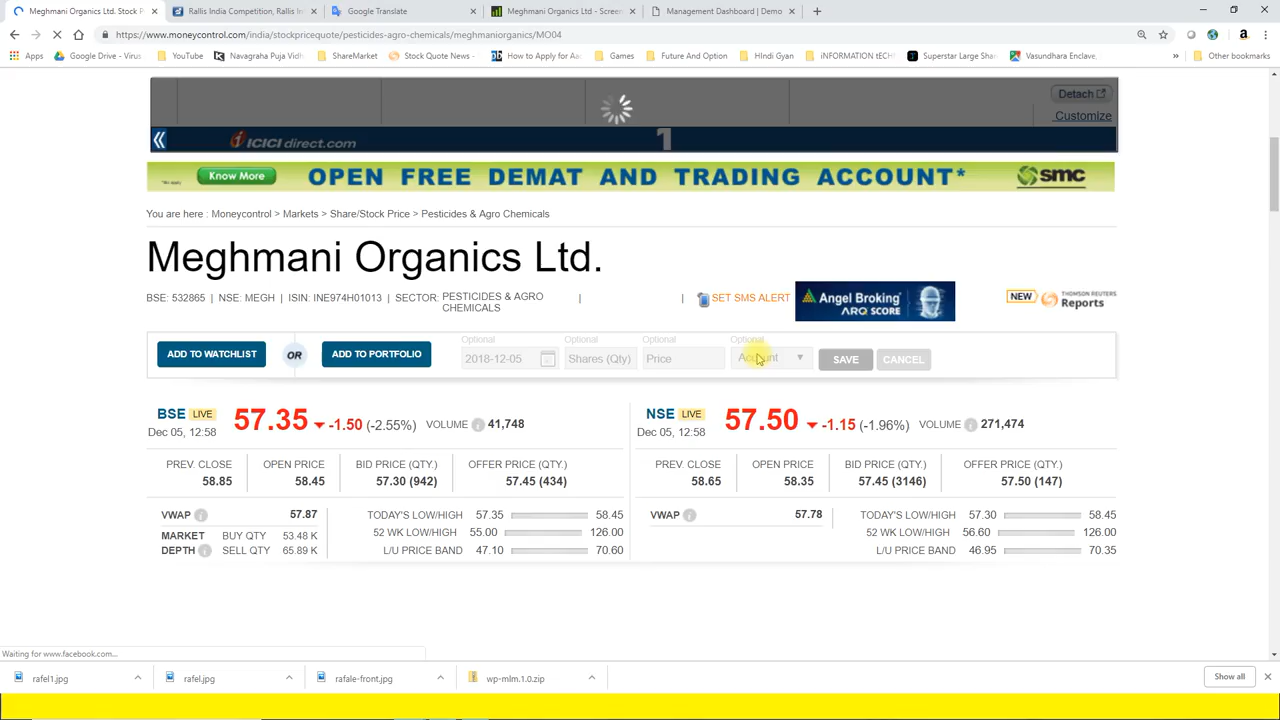 Meghmani Organics Ltd. Stock P
Rallis India Competition, Rallis In
Google Translate
Meghmani Organics Ltd - Screen
Management Dashboard | Demo
https://www.moneycontrol.com/india/stockpricequote/pesticides-agro-chemicals/meghmaniorganics/MO04
Apps
Google Drive - Virus
YouTube
Navagraha Puja Vidh
ShareMarket
Stock Quote News -
How to Apply for Aad
Games
Future And Option
HIndi Gyan
iNFORMATION tECH
Superstar Large Shar
Vasundhara Enclave,
» Other bookmarks
Detach
Customize
ICICI direct.com
1
Know More OPEN FREE DEMAT AND TRADING ACCOUNT* smc
You are here : Moneycontrol > Markets > Share/Stock Price > Pesticides & Agro Chemicals
Meghmani Organics Ltd.
BSE: 532865 | NSE: MEGH | ISIN: SECTOR: PESTICIDES & AGRO CHEMICALS | | SET SMS ALERT
Angel Broking
ARQ SCORE
NEW THOMSON REUTERS
Reports
Optional Optional Optional Optional
ADD TO WATCHLIST OR ADD TO PORTFOLIO 2018-12-05 Shares (Qty) Price Account SAVE CANCEL
BSE LIVE 57.35 -1.50 (-2.55%) VOLUME 41,748
Dec 05, 12:58
PREV. CLOSE OPEN PRICE BID PRICE (QTY.) OFFER PRICE (QTY.)
58.85 58.45 57.30 (942) 57.45 (434)
VWAP 57.87 TODAY'S LOW/HIGH 57.35 58.45
MARKET BUY QTY 53.48 K 52 WK LOW/HIGH 55.00 126.00
DEPTH SELL QTY 65.89 K L/U PRICE BAND 47.10 70.60
NSE LIVE 57.50 -1.15 (-1.96%) VOLUME 271,474
Dec 05, 12:58
PREV. CLOSE OPEN PRICE BID PRICE (QTY.) OFFER PRICE (QTY.)
58.65 58.35 57.45 (3146) 57.50 (147)
VWAP 57.78 TODAY'S LOW/HIGH 57.30 58.45
52 WK LOW/HIGH 56.60 126.00
L/U PRICE BAND 46.95 70.35
Waiting for www.facebook.com...
rafel1.jpg
rafel.jpg
rafale-front.jpg
wp-mlm.1.0.zip
Show all